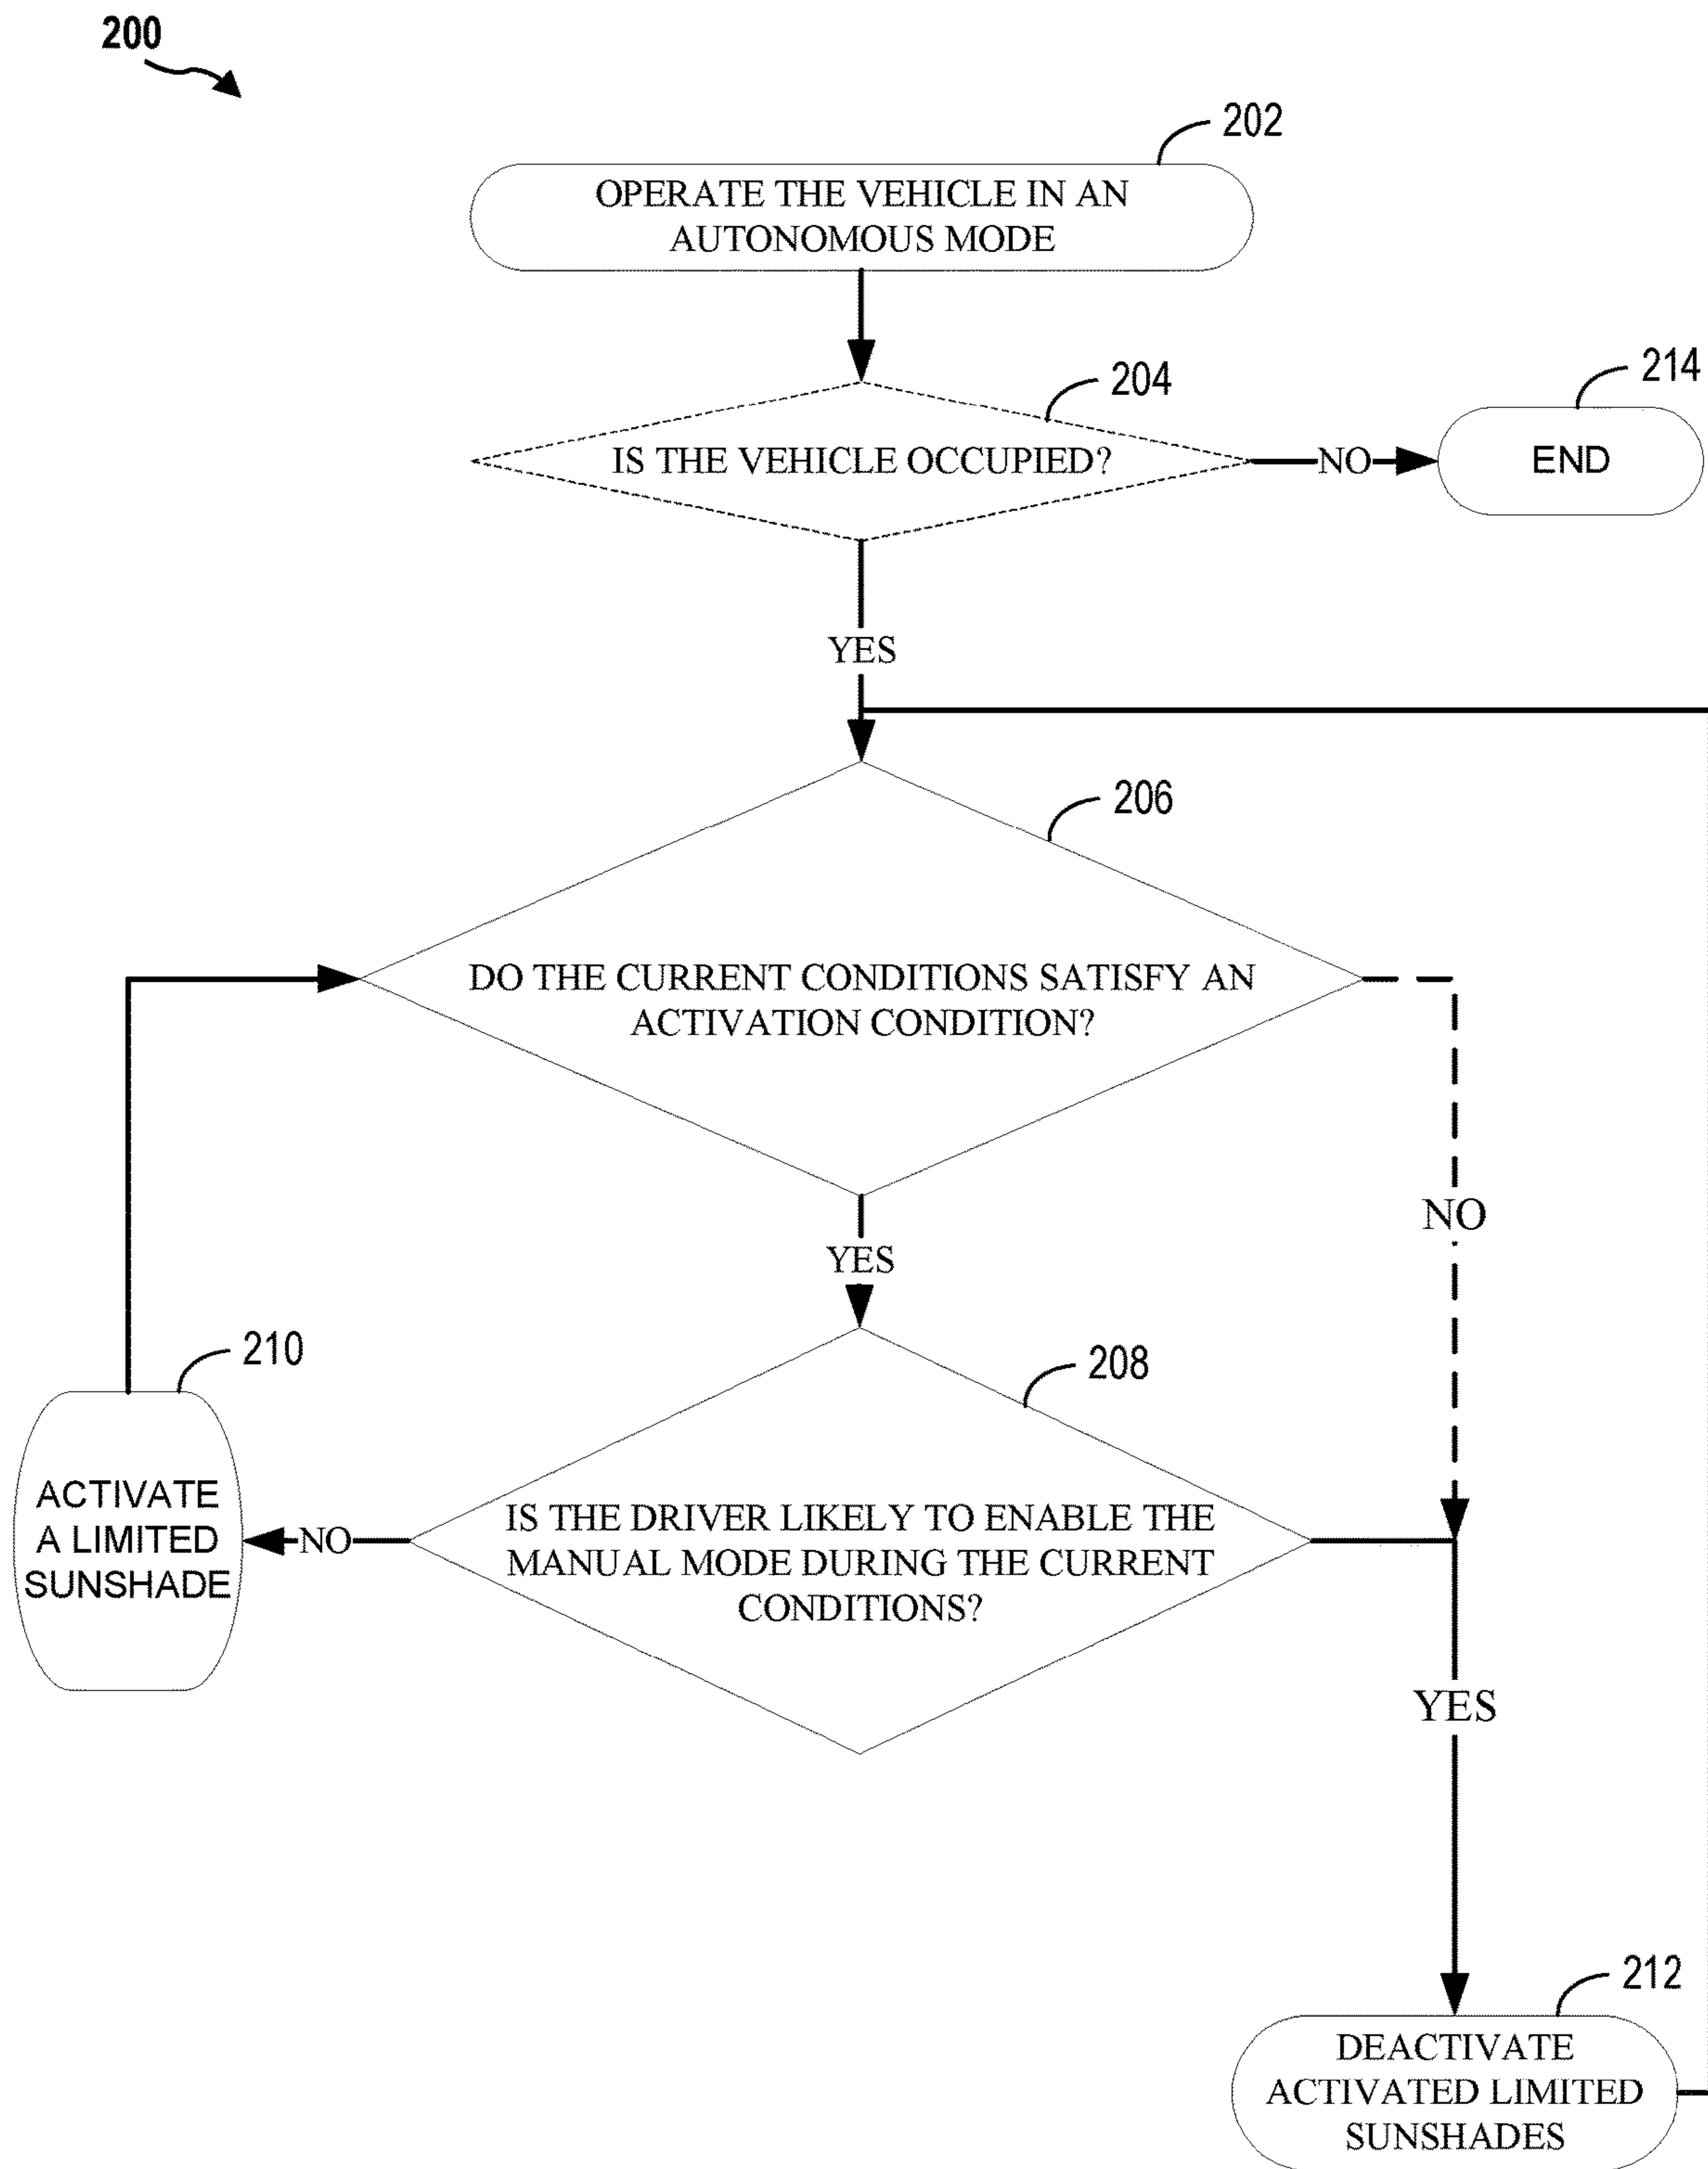 200
202
OPERATE THE VEHICLE IN AN
AUTONOMOUS MODE
204
214
IS THE VEHICLE OCCUPIED?
NO
END
YES
206
DO THE CURRENT CONDITIONS SATISFY AN
ACTIVATION CONDITION?
NO
YES
210
208
ACTIVATE
A LIMITED
SUNSHADE
NO
IS THE DRIVER LIKELY TO ENABLE THE
MANUAL MODE DURING THE CURRENT
CONDITIONS?
YES
212
DEACTIVATE
ACTIVATED LIMITED
SUNSHADES